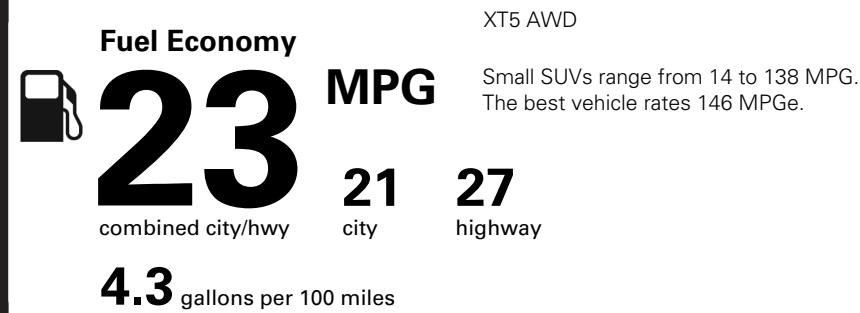 XT5 AWD
Fuel Economy
23 MPG
Small SUVs range from 14 to 138 MPG.
The best vehicle rates 146 MPGe.
21 27
combined city/hwy city highway
4.3 gallons per 100 miles